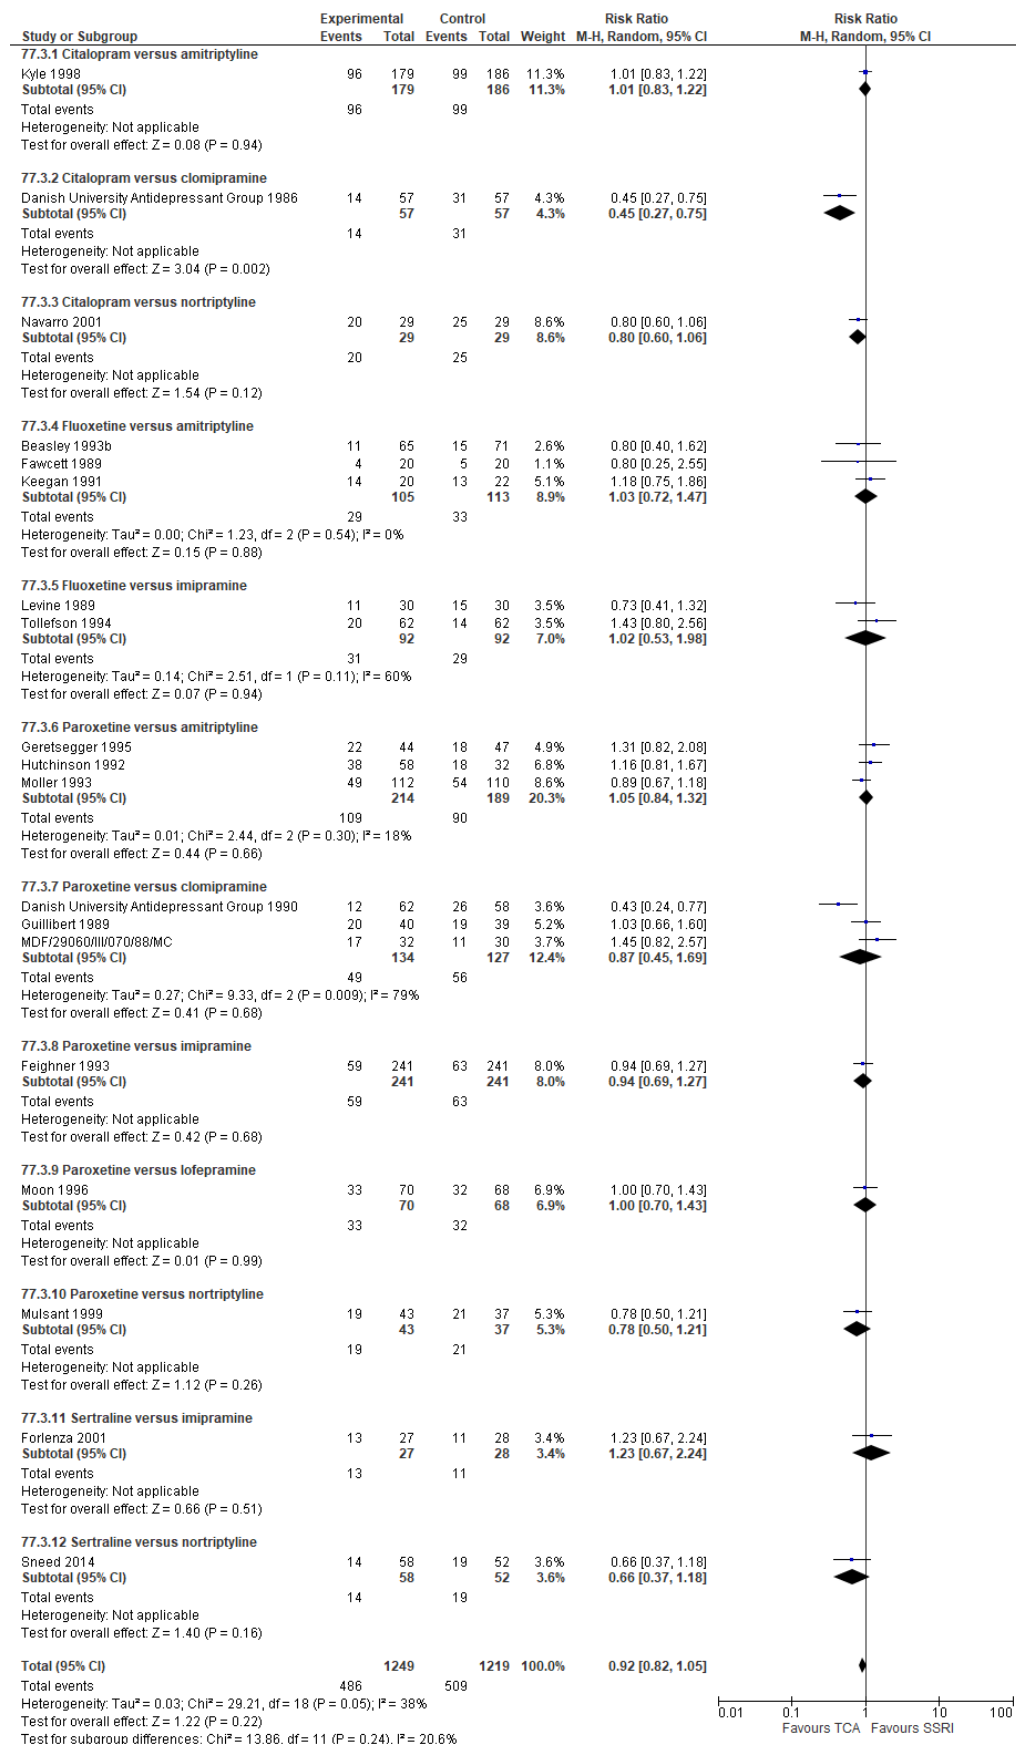 Experimental Control Risk Ratio Risk Ratio
Study or Subgroup Events Total Events Total Weight M-H, Random, 95% CI M-H, Random, 95% CI
77.3.1 Citalopram versus amitriptyline
Kyle 1998 96 179 99 186 11.3% 1.01 [0.83, 1.22]
Subtotal (95% CI) 179 186 11.3% 1.01 [0.83, 1.22]
Total events 96 99
Heterogeneity: Not applicable
Test for overall effect: Z = 0.08 (P = 0.94)
77.3.2 Citalopram versus clomipramine
Danish University Antidepressant Group 1986 14 57 31 57 4.3% 0.45 [0.27, 0.75]
Subtotal (95% CI) 57 57 4.3% 0.45 [0.27, 0.75]
Total events 14 31
Heterogeneity: Not applicable
Test for overall effect: Z = 3.04 (P = 0.002)
77.3.3 Citalopram versus nortriptyline
Navarro 2001 20 29 25 29 8.6% 0.80 [0.60, 1.06]
Subtotal (95% CI) 29 29 8.6% 0.80 [0.60, 1.06]
Total events 20 25
Heterogeneity: Not applicable
Test for overall effect: Z = 1.54 (P = 0.12)
77.3.4 Fluoxetine versus amitriptyline
Beasley 1993b 11 65 15 71 2.6% 0.80 [0.40, 1.62]
Fawcett 1989 4 20 5 20 1.1% 0.80 [0.25, 2.55]
Keegan 1991 14 20 13 22 5.1% 1.18 [0.75, 1.86]
Subtotal (95% CI) 105 113 8.9% 1.03 [0.72, 1.47]
Total events 29 33
Heterogeneity: Tau² = 0.00; Chi² = 1.23, df = 2 (P = 0.54); I² = 0%
Test for overall effect: Z = 0.15 (P = 0.88)
77.3.5 Fluoxetine versus imipramine
Levine 1989 11 30 15 30 3.5% 0.73 [0.41, 1.32]
Tollefson 1994 20 62 14 62 3.5% 1.43 [0.80, 2.56]
Subtotal (95% CI) 92 92 7.0% 1.02 [0.53, 1.98]
Total events 31 29
Heterogeneity: Tau² = 0.14; Chi² = 2.51, df = 1 (P = 0.11); I² = 60%
Test for overall effect: Z = 0.07 (P = 0.94)
77.3.6 Paroxetine versus amitriptyline
Geretsegger 1995 22 44 18 47 4.9% 1.31 [0.82, 2.08]
Hutchinson 1992 38 58 18 32 6.8% 1.16 [0.81, 1.67]
Moller 1993 49 112 54 110 8.6% 0.89 [0.67, 1.18]
Subtotal (95% CI) 214 189 20.3% 1.05 [0.84, 1.32]
Total events 109 90
Heterogeneity: Tau² = 0.01; Chi² = 2.44, df = 2 (P = 0.30); I² = 18%
Test for overall effect: Z = 0.44 (P = 0.66)
77.3.7 Paroxetine versus clomipramine
Danish University Antidepressant Group 1990 12 62 26 58 3.6% 0.43 [0.24, 0.77]
Guillibert 1989 20 40 19 39 5.2% 1.03 [0.66, 1.60]
MDF/29060/III/070/88/MC 17 32 11 30 3.7% 1.45 [0.82, 2.57]
Subtotal (95% CI) 134 127 12.4% 0.87 [0.45, 1.69]
Total events 49 56
Heterogeneity: Tau² = 0.27; Chi² = 9.33, df = 2 (P = 0.009); I² = 79%
Test for overall effect: Z = 0.41 (P = 0.68)
77.3.8 Paroxetine versus imipramine
Feighner 1993 59 241 63 241 8.0% 0.94 [0.69, 1.27]
Subtotal (95% CI) 241 241 8.0% 0.94 [0.69, 1.27]
Total events 59 63
Heterogeneity: Not applicable
Test for overall effect: Z = 0.42 (P = 0.68)
77.3.9 Paroxetine versus lofepramine
Moon 1996 33 70 32 68 6.9% 1.00 [0.70, 1.43]
Subtotal (95% CI) 70 68 6.9% 1.00 [0.70, 1.43]
Total events 33 32
Heterogeneity: Not applicable
Test for overall effect: Z = 0.01 (P = 0.99)
77.3.10 Paroxetine versus nortriptyline
Mulsant 1999 19 43 21 37 5.3% 0.78 [0.50, 1.21]
Subtotal (95% CI) 43 37 5.3% 0.78 [0.50, 1.21]
Total events 19 21
Heterogeneity: Not applicable
Test for overall effect: Z = 1.12 (P = 0.26)
77.3.11 Sertraline versus imipramine
Forlenza 2001 13 27 11 28 3.4% 1.23 [0.67, 2.24]
Subtotal (95% CI) 27 28 3.4% 1.23 [0.67, 2.24]
Total events 13 11
Heterogeneity: Not applicable
Test for overall effect: Z = 0.66 (P = 0.51)
77.3.12 Sertraline versus nortriptyline
Sneed 2014 14 58 19 52 3.6% 0.66 [0.37, 1.18]
Subtotal (95% CI) 58 52 3.6% 0.66 [0.37, 1.18]
Total events 14 19
Heterogeneity: Not applicable
Test for overall effect: Z = 1.40 (P = 0.16)
Total (95% CI) 1249 1219 100.0% 0.92 [0.82, 1.05]
Total events 486 509
Heterogeneity: Tau² = 0.03; Chi² = 29.21, df = 18 (P = 0.05); I² = 38%
Test for overall effect: Z = 1.22 (P = 0.22)
Test for subgroup differences: Chi² = 13.86, df = 11 (P = 0.24), I² = 20.6%
0.01 0.1 1 10 100
Favours TCA Favours SSRI